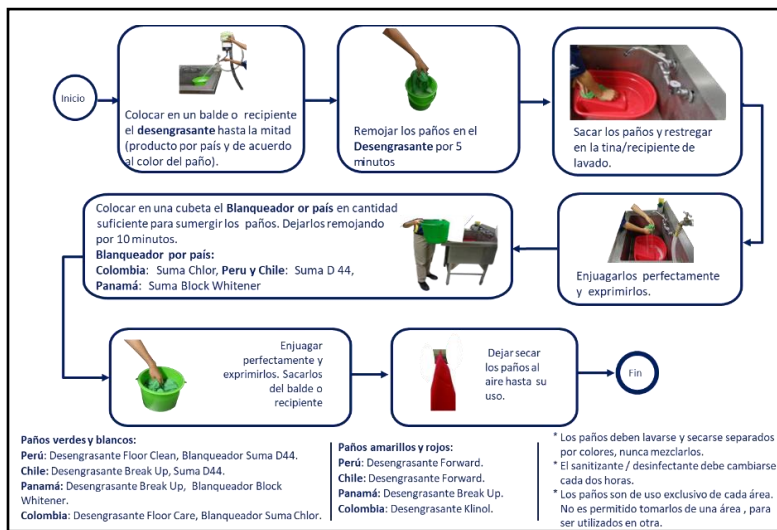 Inicio
Colocar en un balde o recipiente
el desengrasante hasta la mitad
(producto por país y de acuerdo
al color del paño).
Remojar los paños en el
Desengrasante por 5
minutos
Sacar los paños y restregar
en la tina/recipiente de
lavado.
Enjuagarlos perfectamente
y exprimirlos.
Colocar en una cubeta el Blanqueador or país en cantidad
suficiente para sumergir los paños. Dejarlos remojando
por 10 minutos.
Blanqueador por país:
Colombia: Suma Chlor, Peru y Chile: Suma D 44,
Panamá: Suma Block Whitener
Enjuagar
perfectamente y
exprimirlos. Sacarlos
del balde o
recipiente
Dejar secar
los paños al
aire hasta su
uso.
Fin
Paños verdes y blancos:
Perú: Desengrasante Floor Clean, Blanqueador Suma D44.
Chile: Desengrasante Break Up, Suma D44.
Panamá: Desengrasante Break Up, Blanqueador Block
Whitener.
Colombia: Desengrasante Floor Care, Blanqueador Suma Chlor.
Paños amarillos y rojos:
Perú: Desengrasante Forward.
Chile: Desengrasante Forward.
Panamá: Desengrasante Break Up.
Colombia: Desengrasante Klinol.
* Los paños deben lavarse y secarse separados
por colores, nunca mezclarlos.
* El sanitizante / desinfectante debe cambiarse
cada dos horas.
* Los paños son de uso exclusivo de cada área.
No es permitido tomarlos de una área , para
ser utilizados en otra.